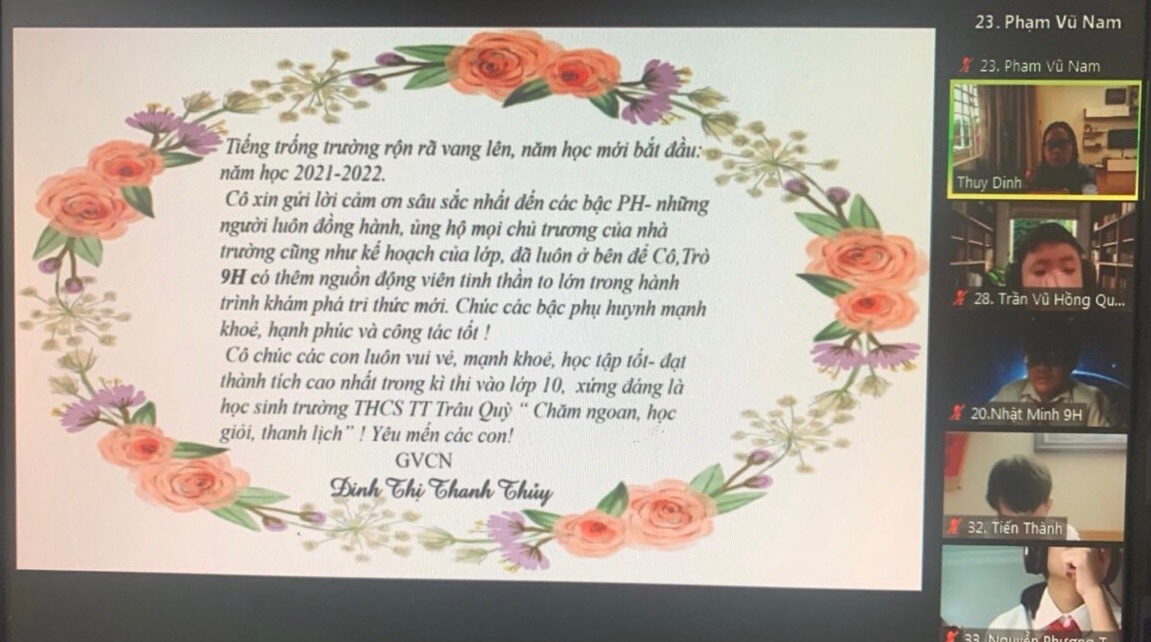 Tiếng trống trường rộn rã vang lên, năm học mới bắt đầu:
năm học 2021-2022.
Cô xin gửi lời cảm ơn sâu sắc nhất đến các bậc PH- những
người luôn đồng hành, ủng hộ mọi chủ trương của nhà
trường cũng như kế hoạch của lớp, đã luôn ở bên để Cô,Trò
9H có thêm nguồn động viên tinh thần to lớn trong hành
trình khám phá tri thức mới. Chúc các bậc phụ huynh mạnh
khoẻ, hạnh phúc và công tác tốt !
Cô chúc các con luôn vui vẻ, mạnh khoẻ, học tập tốt- đạt
thành tích cao nhất trong kì thi vào lớp 10, xứng đáng là
học sinh trường THCS TT Trâu Quỳ “ Chăm ngoan, học
giỏi, thanh lịch” ! Yêu mến các con!
GVCN
Đinh Thị Thanh Thủy
23. Phạm Vũ Nam
23. Phạm Vũ Nam
Thuy Dinh
28. Trần Vũ Hồng Qu...
20.Nhật Minh 9H
32. Tiến Thành
33. Nguyễn Phương T